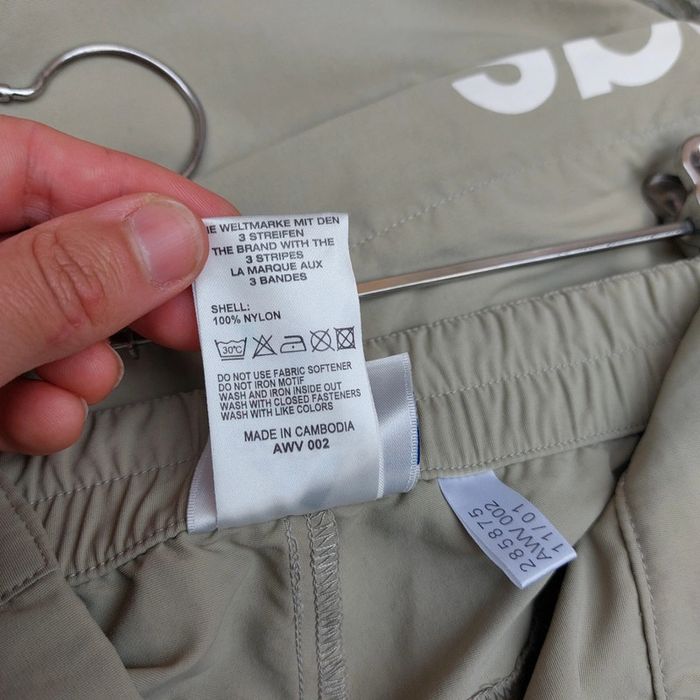 as
IE WELTMARKE MIT DEN
3 STREIFEN
THE BRAND WITH THE
3 STRIPES
LA MARQUE AUX
3 BANDES
SHELL:
100% NYLON
30°C
DO NOT USE FABRIC SOFTENER
DO NOT IRON MOTIF
WASH AND IRON INSIDE OUT
WASH WITH CLOSED FASTENERS
WASH WITH LIKE COLORS
MADE IN CAMBODIA
AWV 002
285875
AWV 002
11/01